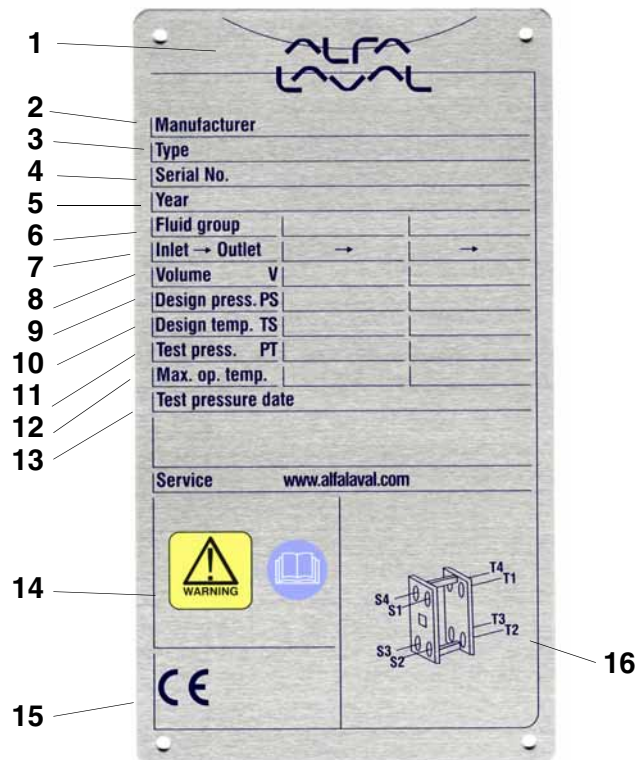 1
ALFA
LAVAL
2 Manufacturer
3 Type
4 Serial No.
5 Year
6 Fluid group
7 Inlet → Outlet → →
8 Volume V
9 Design press. PS
10 Design temp. TS
11 Test press. PT
12 Max. op. temp.
13 Test pressure date
Service www.alfalaval.com
14 WARNING
T4
T1
S4
S1
T3
T2
S3
S2
16
15 CE